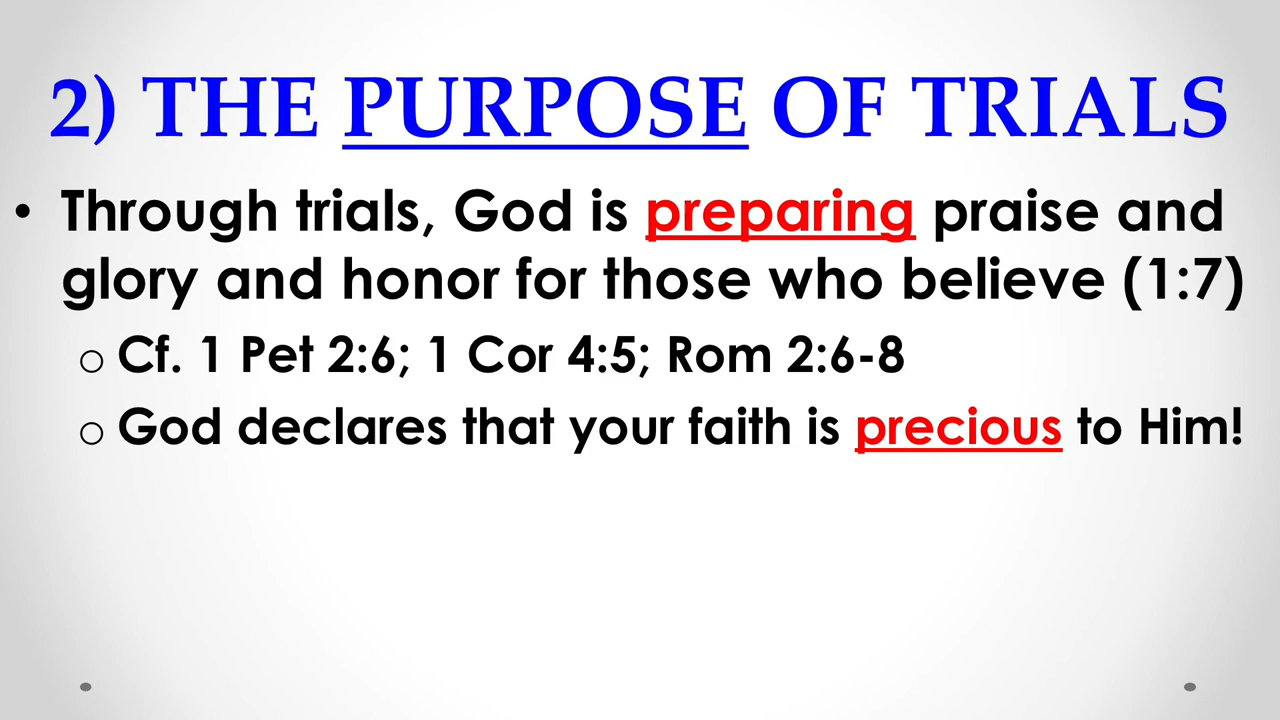 2) THE PURPOSE OF TRIALS
• Through trials, God is preparing praise and
glory and honor for those who believe (1:7)
o Cf. 1 Pet 2:6; 1 Cor 4:5; Rom 2:6-8
o God declares that your faith is precious to Him!